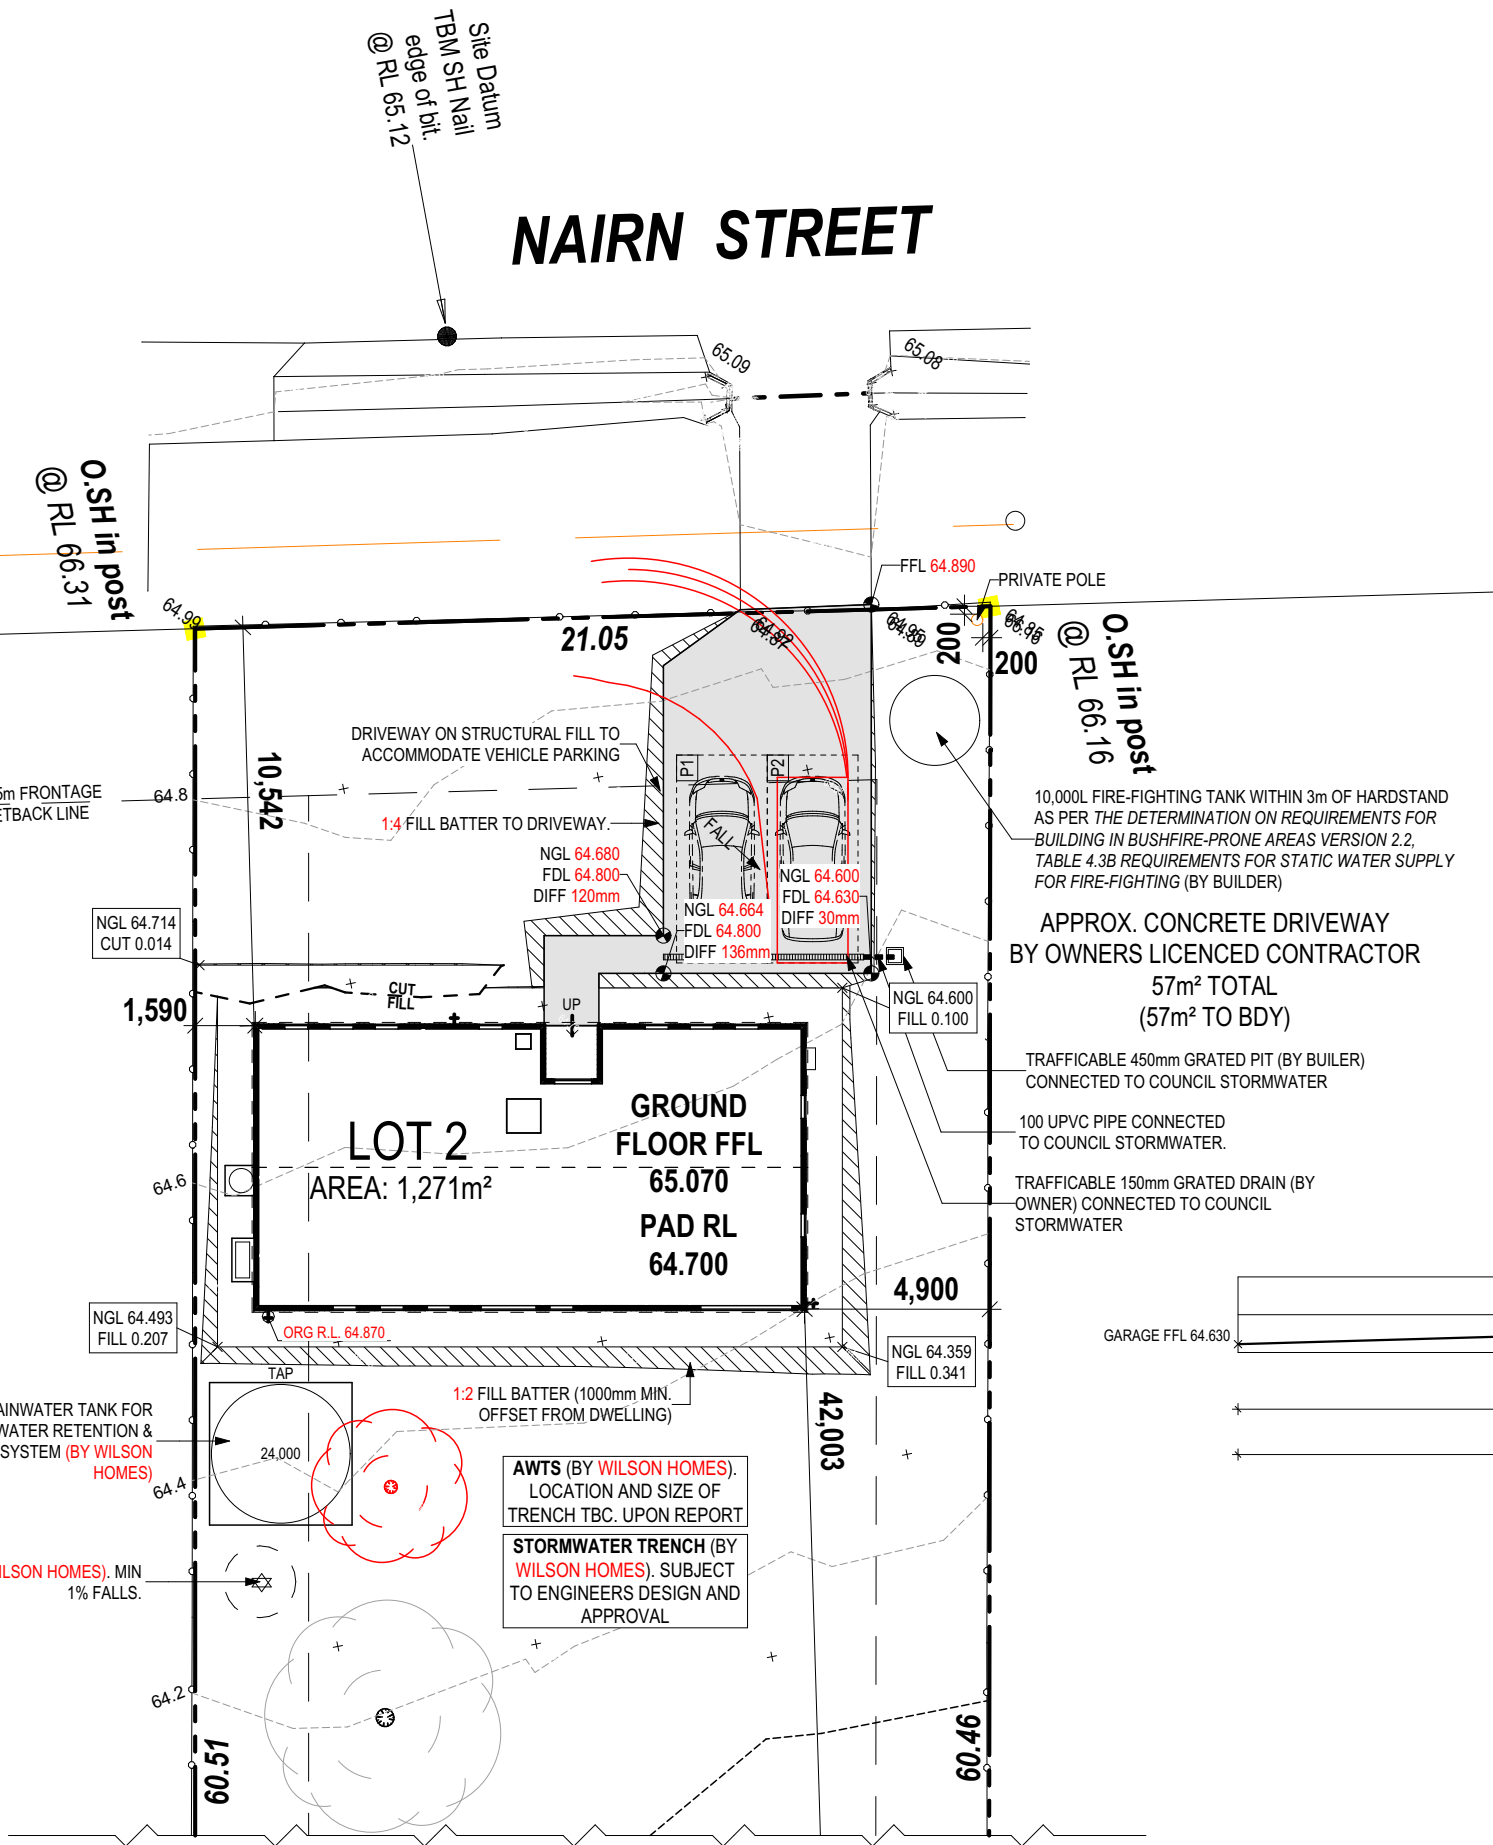 Site Datum
TBM SH Nail
edge of bit.
@ RL 65.12
NAIRN STREET
65.09
65.08
O.SH in post
@ RL 66.31
64.99
FFL 64.890
PRIVATE POLE
21.05
200
200
O.SH in post
@ RL 66.16
DRIVEWAY ON STRUCTURAL FILL TO
ACCOMMODATE VEHICLE PARKING
10,542
5m FRONTAGE
ETBACK LINE
64.8
1:4 FILL BATTER TO DRIVEWAY.
P1
P2
FALL
NGL 64.680
FDL 64.800
DIFF 120mm
NGL 64.600
FDL 64.630
DIFF 30mm
NGL 64.664
FDL 64.800
DIFF 136mm
10,000L FIRE-FIGHTING TANK WITHIN 3m OF HARDSTAND
AS PER THE DETERMINATION ON REQUIREMENTS FOR
BUILDING IN BUSHFIRE-PRONE AREAS VERSION 2.2,
TABLE 4.3B REQUIREMENTS FOR STATIC WATER SUPPLY
FOR FIRE-FIGHTING (BY BUILDER)
NGL 64.714
CUT 0.014
APPROX. CONCRETE DRIVEWAY
BY OWNERS LICENCED CONTRACTOR
57m² TOTAL
(57m² TO BDY)
CUT
FILL
1,590
UP
NGL 64.600
FILL 0.100
TRAFFICABLE 450mm GRATED PIT (BY BUILER)
CONNECTED TO COUNCIL STORMWATER
100 UPVC PIPE CONNECTED
TO COUNCIL STORMWATER.
TRAFFICABLE 150mm GRATED DRAIN (BY
OWNER) CONNECTED TO COUNCIL
STORMWATER
LOT 2
AREA: 1,271m²
GROUND
FLOOR FFL
65.070
PAD RL
64.700
64.6
4,900
NGL 64.493
FILL 0.207
ORG R.L. 64.870
NGL 64.359
FILL 0.341
GARAGE FFL 64.630
TAP
24,000
1:2 FILL BATTER (1000mm MIN.
OFFSET FROM DWELLING)
42,003
AINWATER TANK FOR
WATER RETENTION &
SYSTEM (BY WILSON
HOMES)
64.4
AWTS (BY WILSON HOMES).
LOCATION AND SIZE OF
TRENCH TBC. UPON REPORT
STORMWATER TRENCH (BY
WILSON HOMES). SUBJECT
TO ENGINEERS DESIGN AND
APPROVAL
ILSON HOMES). MIN
1% FALLS.
64.2
60.51
60.46